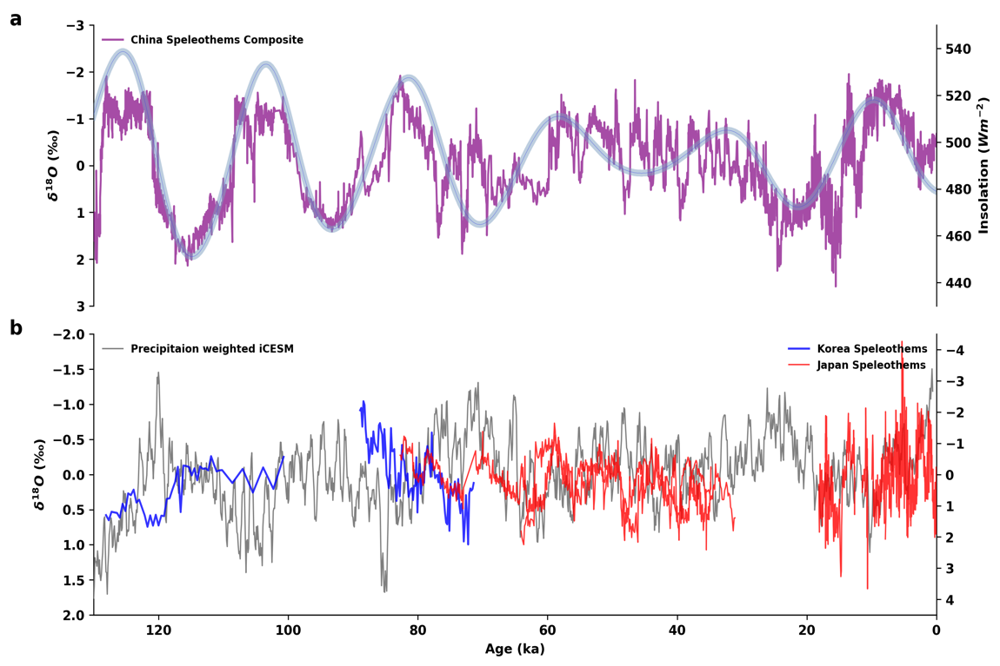 a
China Speleothems Composite
−3
−2
−1
0
1
2
3
δ¹⁸O (‰)
540
520
500
480
460
440
Insolation (Wm⁻²)
b
Precipitaion weighted iCESM
Korea Speleothems
Japan Speleothems
−2.0
−1.5
−1.0
−0.5
0.0
0.5
1.0
1.5
2.0
δ¹⁸O (‰)
−4
−3
−2
−1
0
1
2
3
4
120 100 80 60 40 20 0
Age (ka)